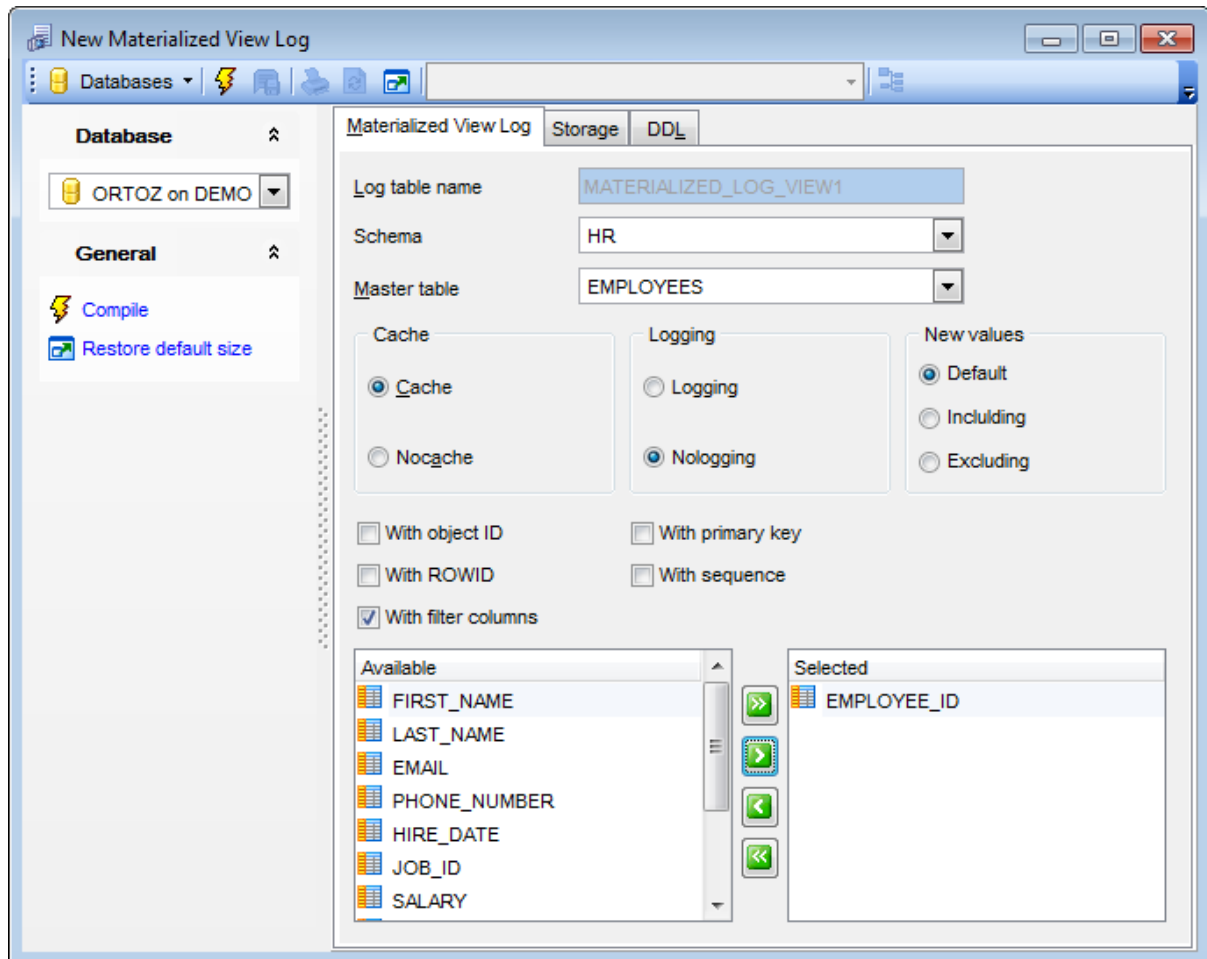 New Materialized View Log
Databases
Database
ORTOZ on DEMO
General
Compile
Restore default size
Materialized View Log Storage DDL
Log table name MATERIALIZED_LOG_VIEW1
Schema HR
Master table EMPLOYEES
Cache Logging New values
Cache Logging Default
Inclulding
Nocache Nologging Excluding
With object ID With primary key
With ROWID With sequence
With filter columns
Available Selected
FIRST_NAME EMPLOYEE_ID
LAST_NAME
EMAIL
PHONE_NUMBER
HIRE_DATE
JOB_ID
SALARY